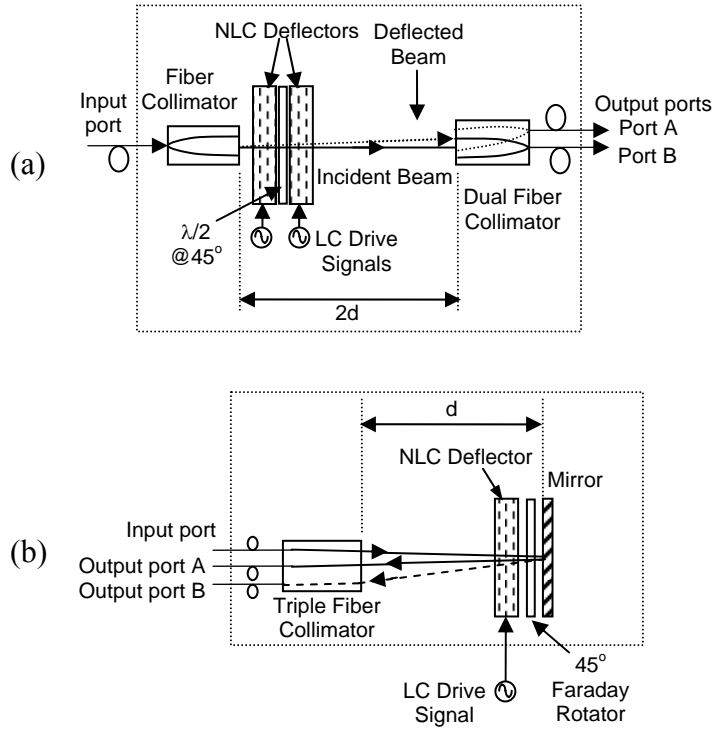 (a)
NLC Deflectors
Deflected
Beam
Fiber
Collimator
Input
port
Output ports
Port A
Port B
Incident Beam
Dual Fiber
Collimator
λ/2
@45°
LC Drive
Signals
2d
(b)
d
NLC Deflector
Mirror
Input port
Output port A
Output port B
Triple Fiber
Collimator
LC Drive
Signal
45°
Faraday
Rotator